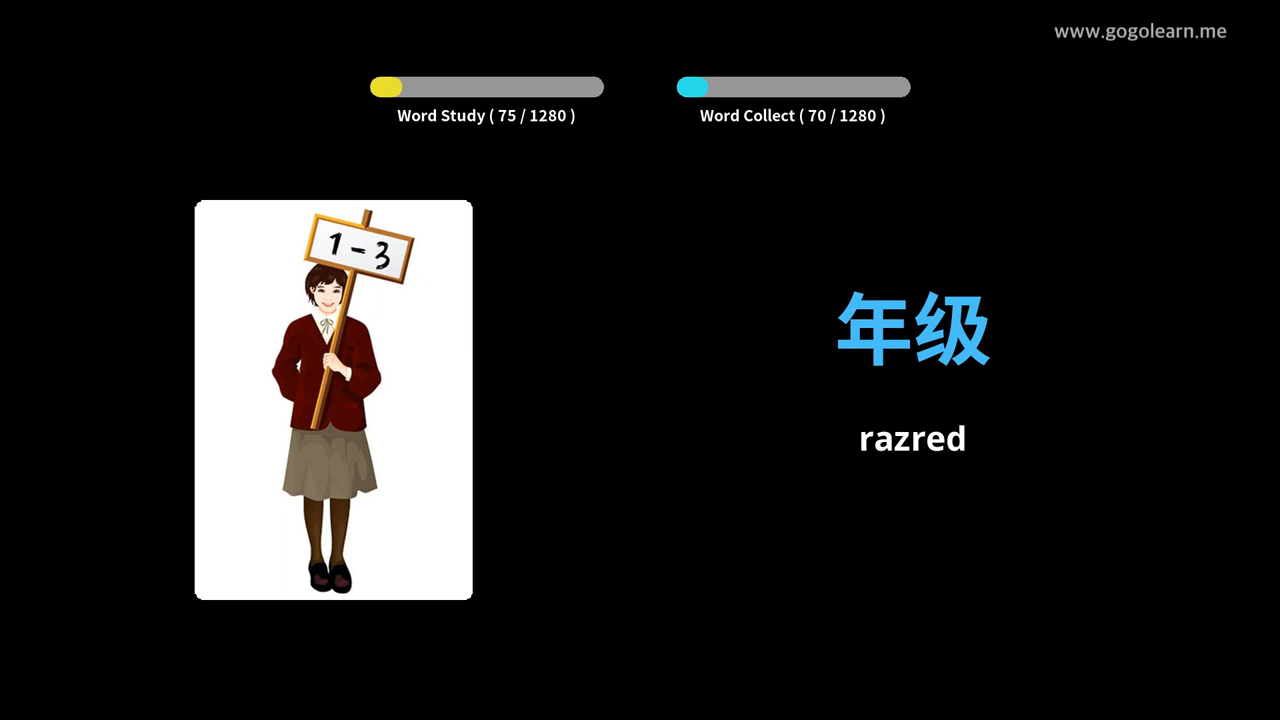 www.gogolearn.me
Word Study ( 75 / 1280 )
Word Collect ( 70 / 1280 )
1 - 3
年级
razred